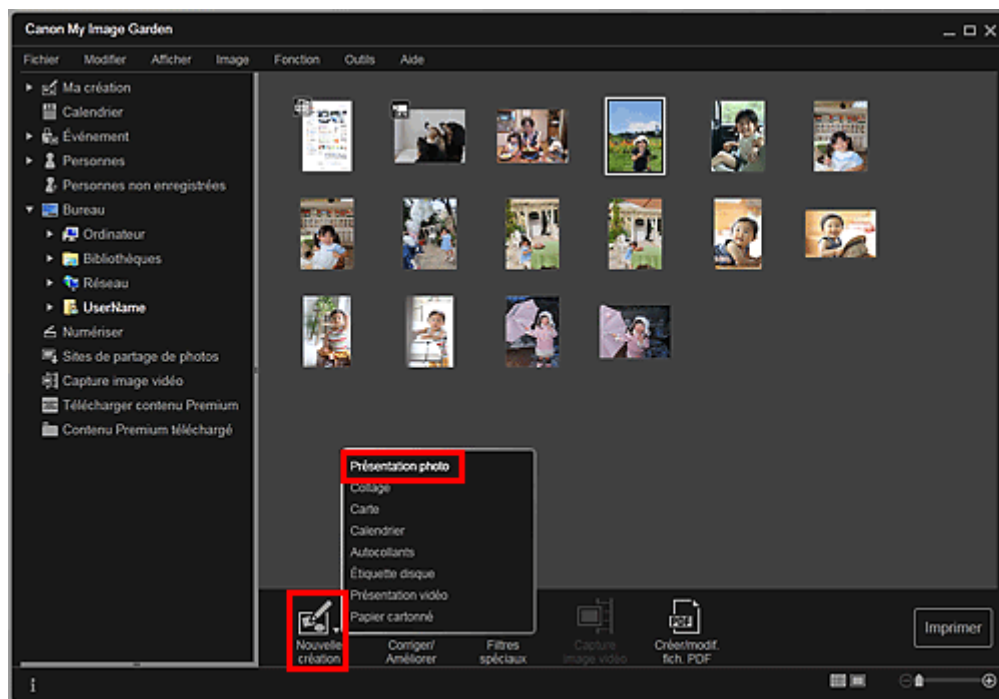 Canon My Image Garden
Fichier Modifier Afficher Image Fonction Outils Aide
Ma création
Calendrier
Événement
Personnes
Personnes non enregistrées
Bureau
Ordinateur
Bibliothèques
Réseau
UserName
Numériser
Sites de partage de photos
Capture image vidéo
Télécharger contenu Premium
Contenu Premium téléchargé
Présentation photo
Collage
Carte
Calendrier
Autocollants
Étiquette disque
Présentation vidéo
Papier cartonné
Nouvelle
création
Corriger/
Améliorer
Filtres
spéciaux
Capture
image vidéo
PDF
Créer/modif.
fich. PDF
Imprimer